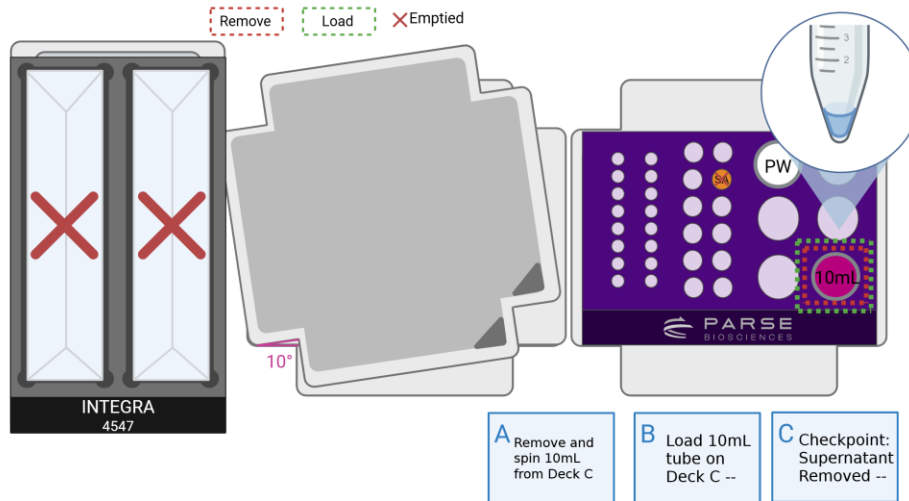 Remove
Load
Emptied
3
2
PW
SA
10mL
PARSE
BIOSCIENCES
10°
INTEGRA
4547
A Remove and
spin 10mL
from Deck C
B Load 10mL
tube on
Deck C --
C Checkpoint:
Supernatant
Removed --